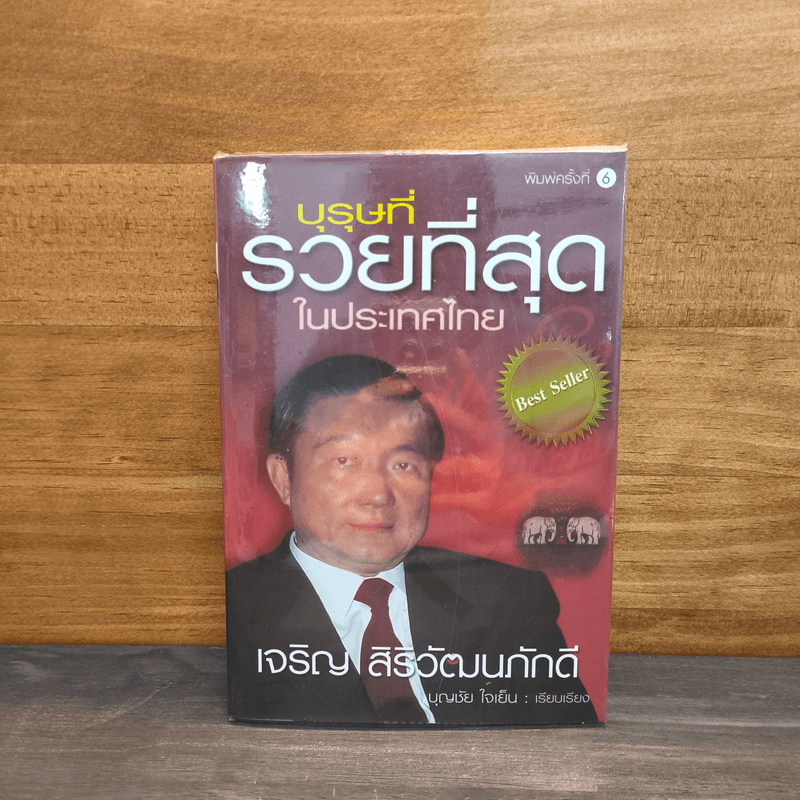 พิมพ์ครั้งที่ 6
บุรุษที่
รวยที่สุด
ในประเทศไทย
Best Seller
เจริญ สิริวัฒนภักดี
บุญชัย ใจเย็น : เรียบเรียง